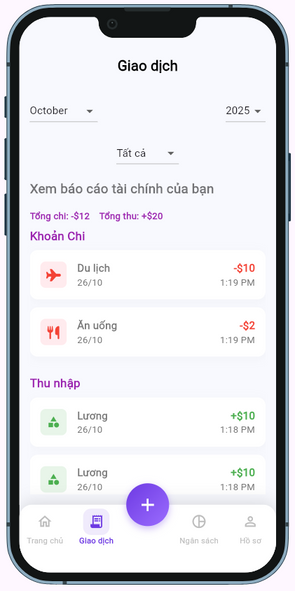 Giao dịch
October 2025
Tất cả
Xem báo cáo tài chính của bạn
Tổng chi: -$12 Tổng thu: +$20
Khoản Chi
Du lịch -$10
26/10 1:19 PM
Ăn uống -$2
26/10 1:19 PM
Thu nhập
Lương +$10
26/10 1:18 PM
Lương +$10
26/10 1:18 PM
Trang chủ Giao dịch Ngân sách Hồ sơ